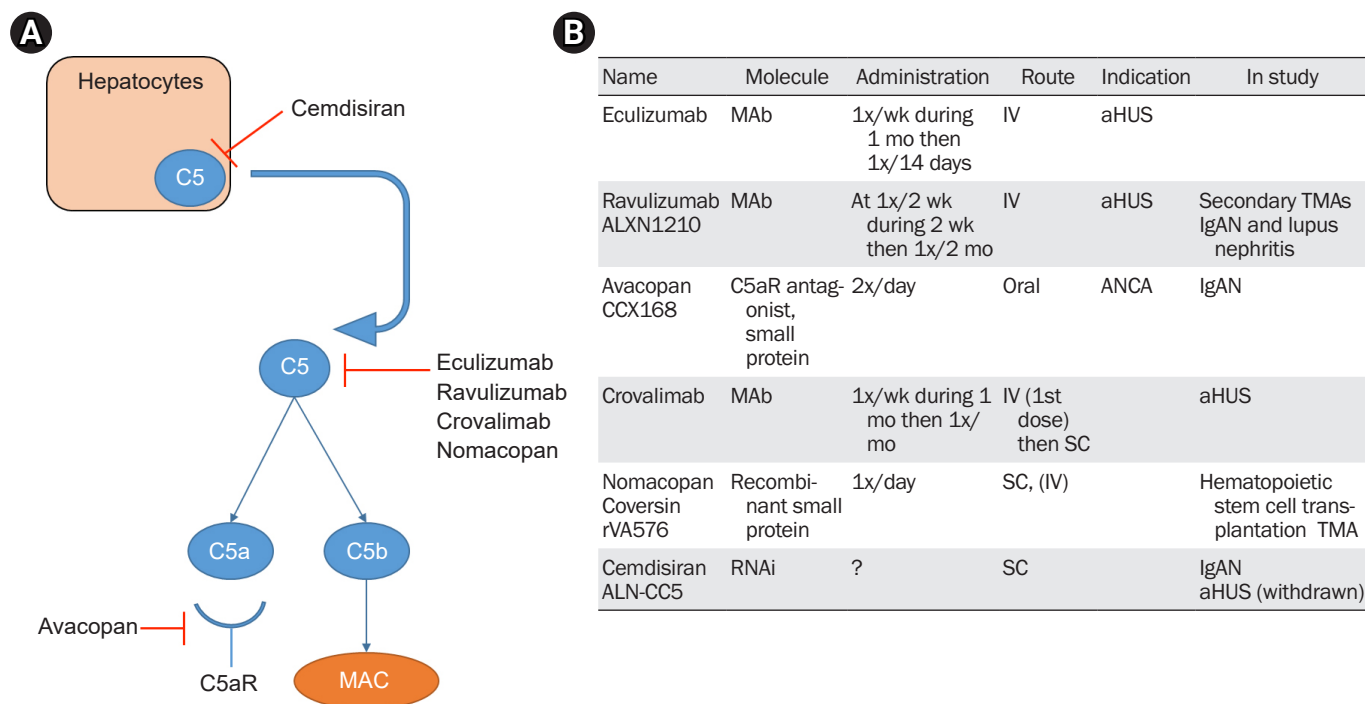 A
Hepatocytes
Cemdisiran
C5
C5
Eculizumab
Ravulizumab
Crovalimab
Nomacopan
C5a
C5b
Avacopan
C5aR
MAC
B
Name Molecule Administration Route Indication In study
Eculizumab MAb 1x/wk during IV aHUS
1 mo then
1x/14 days
Ravulizumab MAb At 1x/2 wk IV aHUS Secondary TMAs
ALXN1210 during 2 wk IgAN and lupus
then 1x/2 mo nephritis
Avacopan C5aR antag- 2x/day Oral ANCA IgAN
CCX168 onist,
small
protein
Crovalimab MAb 1x/wk during 1 IV (1st aHUS
mo then 1x/ dose)
mo then SC
Nomacopan Recombi- 1x/day SC, (IV) Hematopoietic
Coversin nant small stem cell trans-
rVA576 protein plantation TMA
Cemdisiran RNAi ? SC IgAN
ALN-CC5 aHUS (withdrawn)